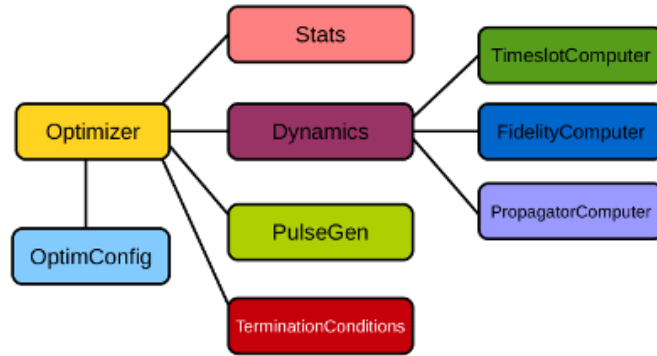 Stats
TimeslotComputer
Optimizer
Dynamics
FidelityComputer
PropagatorComputer
OptimConfig
PulseGen
TerminationConditions